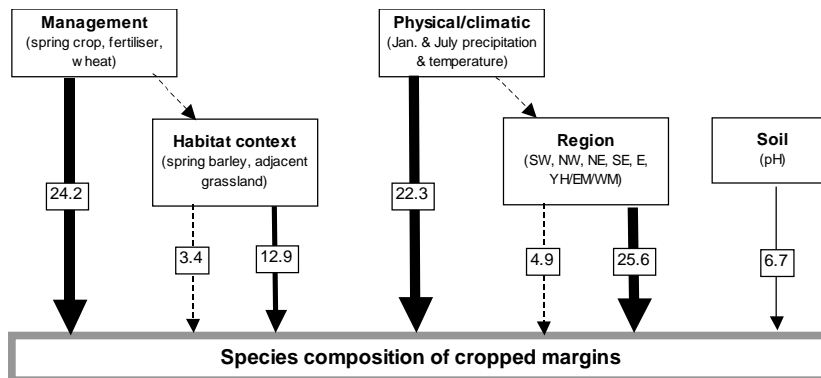 Management
(spring crop, fertiliser,
wheat)
Physical/climatic
(Jan. & July precipitation
& temperature)
Habitat context
(spring barley, adjacent
grassland)
Region
(SW, NW, NE, SE, E,
YH/EM/WM)
Soil
(pH)
24.2
3.4
12.9
22.3
4.9
25.6
6.7
Species composition of cropped margins